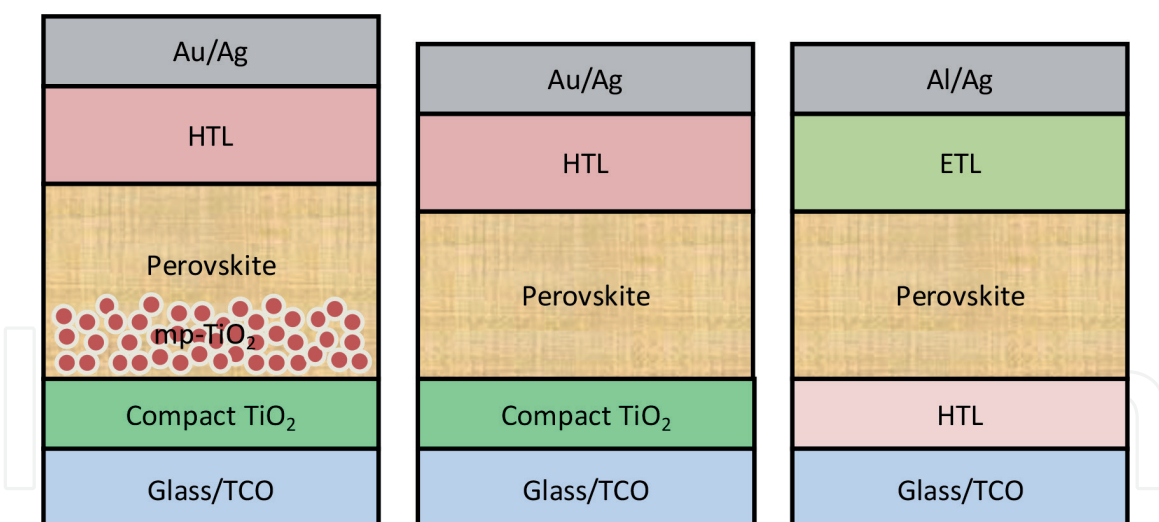 Au/Ag
HTL
Perovskite
mp-TiO₂
Compact TiO₂
Glass/TCO
Au/Ag
HTL
Perovskite
Compact TiO₂
Glass/TCO
Al/Ag
ETL
Perovskite
HTL
Glass/TCO